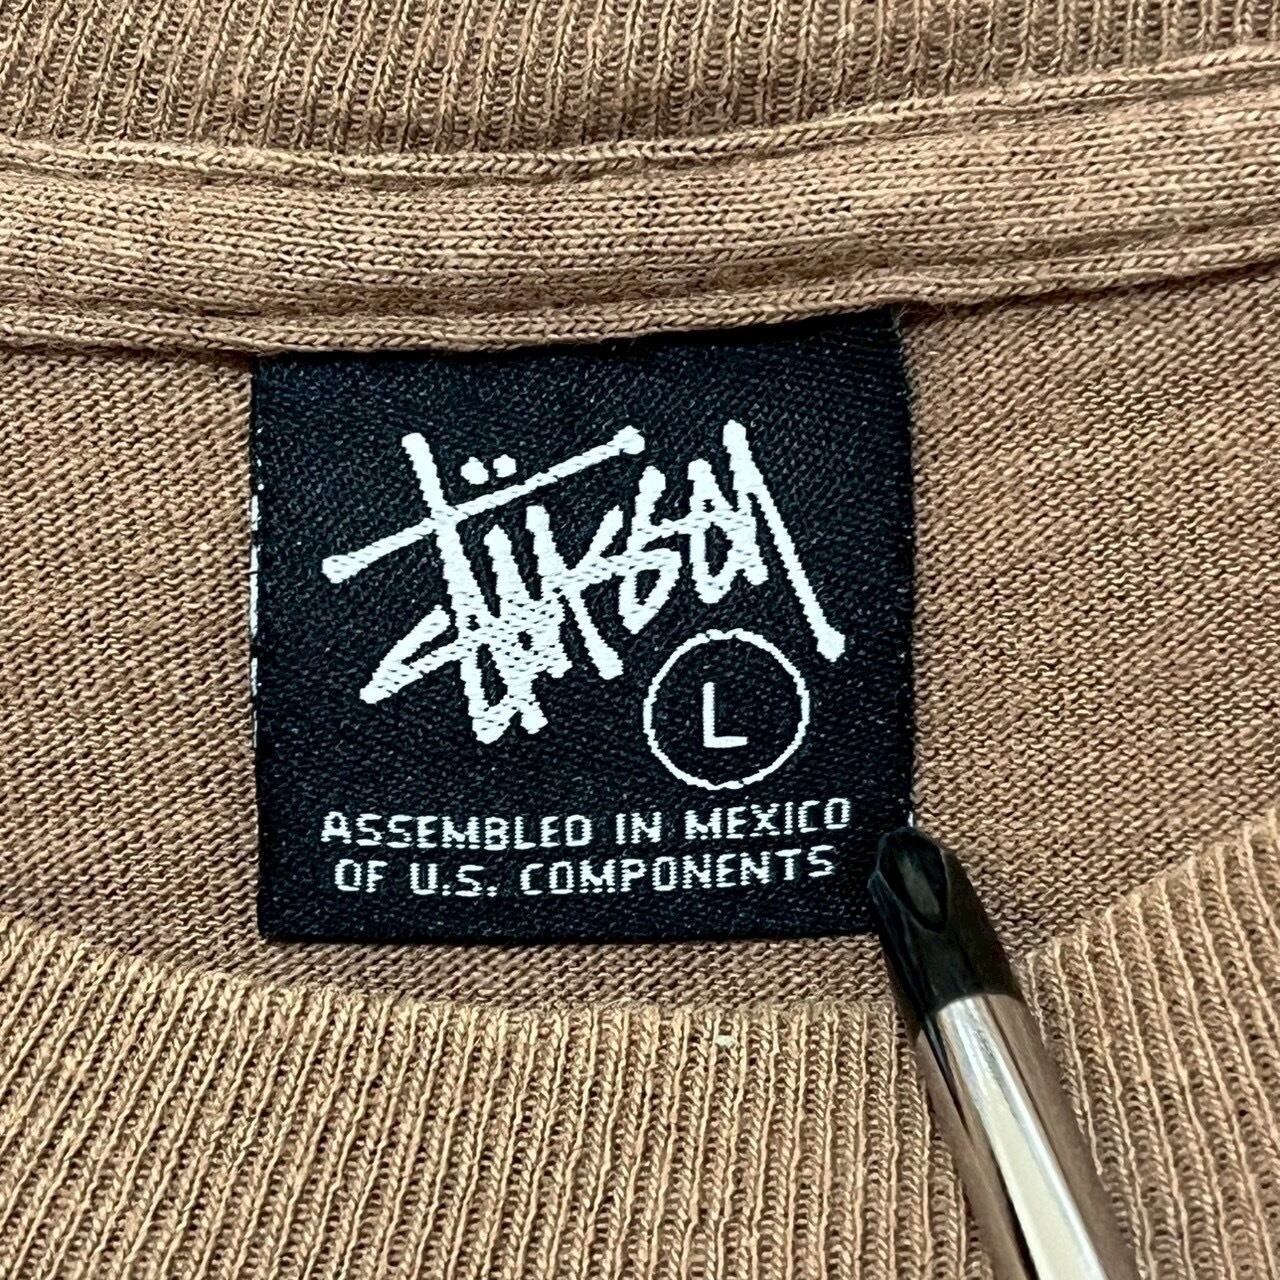 Stüssy
L
ASSEMBLED IN MEXICO
OF U.S. COMPONENTS